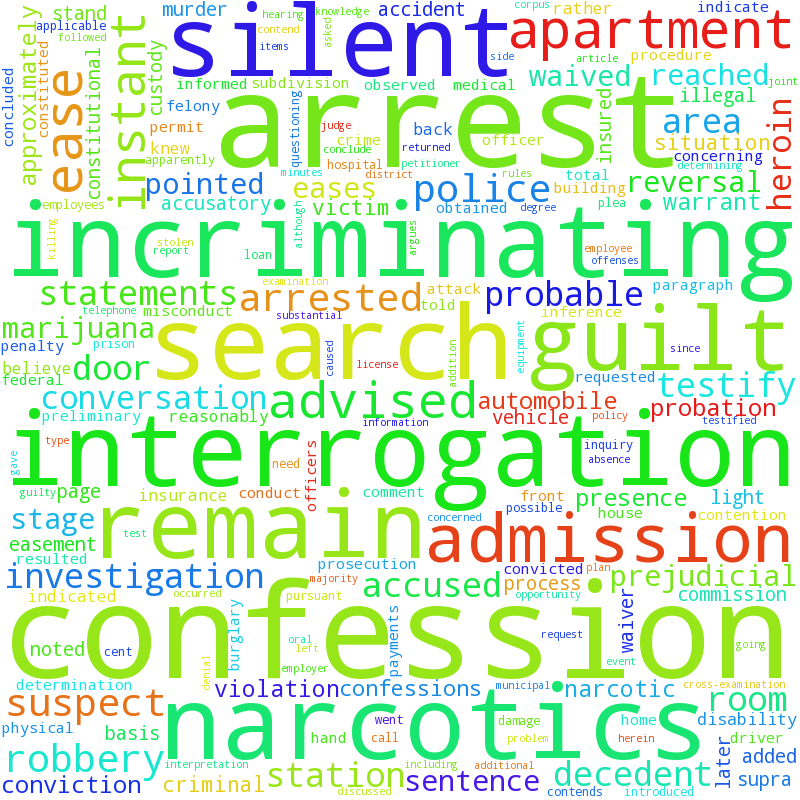 murder
accident
rather
indicate
corpus
knowledge
hearing
stand
applicable
followed
approximately
silent
contend
asked
items
side
apartment
procedure
article
instant
constituted
concluded
ease
constitutional
custody
informed
subdivision
observed
medical
waived
reached
joint
arrest
felony
questioning
judge
back
officer
insured
illegal
area
situation
permit
knew
apparently
crime
conclude
returned
concerning
hospital
petitioner
determining
minutes
district
rules
total
building
heroin
pointed
eases
police
reversal
employees
accusatory
victim
obtained
degree
plea
warrant
killing
incriminating
stolen
report
although
loan
argues
employee
offenses
examination
statements
arrested
attack
probable
paragraph
telephone
misconduct
told
substantial
inference
marijuana
penalty
prison
search
caused
equipment
guilt
since
believe
federal
door
license
addition
requested
testify
conversation
advised
automobile
probation
preliminary
reasonably
vehicle
policy
testified
information
type
interrogation
inquiry
absence
gave
officers
need
guilty
page
insurance
conduct
comment
front
presence
light
possible
house
stage
remain
concerned
admission
contention
test
easement
resulted
prosecution
convicted
plan
investigation
majority
accused
process
prejudicial
indicated
occurred
pursuant
opportunity
commission
confession
burglary
payments
waiver
oral
left
request
noted
cent
employer
going
denial
event
determination
violation
confessions
municipal
narcotic
cross-examination
suspect
room
physical
narcotics
went
damage
home
disability
basis
hand
call
problem
herein
driver
robbery
interpretation
including
additional
later
added
station
sentence
decedent
supra
conviction
criminal
discussed
contends
introduced